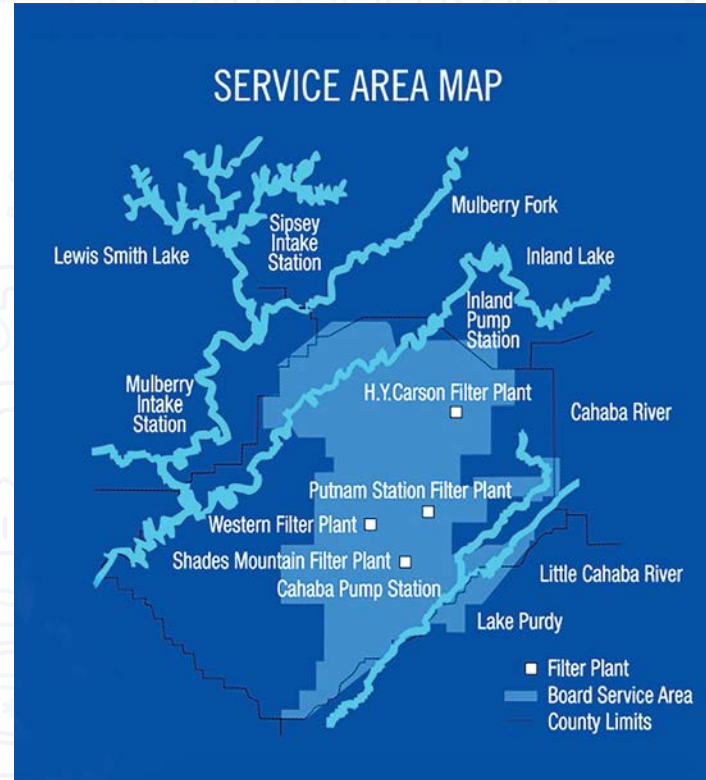 SERVICE AREA MAP
Mulberry Fork
Sipsey
Intake
Station
Lewis Smith Lake
Inland Lake
Inland
Pump
Station
Mulberry
Intake
Station
H.Y.Carson Filter Plant
Cahaba River
Putnam Station Filter Plant
Western Filter Plant
Shades Mountain Filter Plant
Cahaba Pump Station
Little Cahaba River
Lake Purdy
Filter Plant
Board Service Area
County Limits